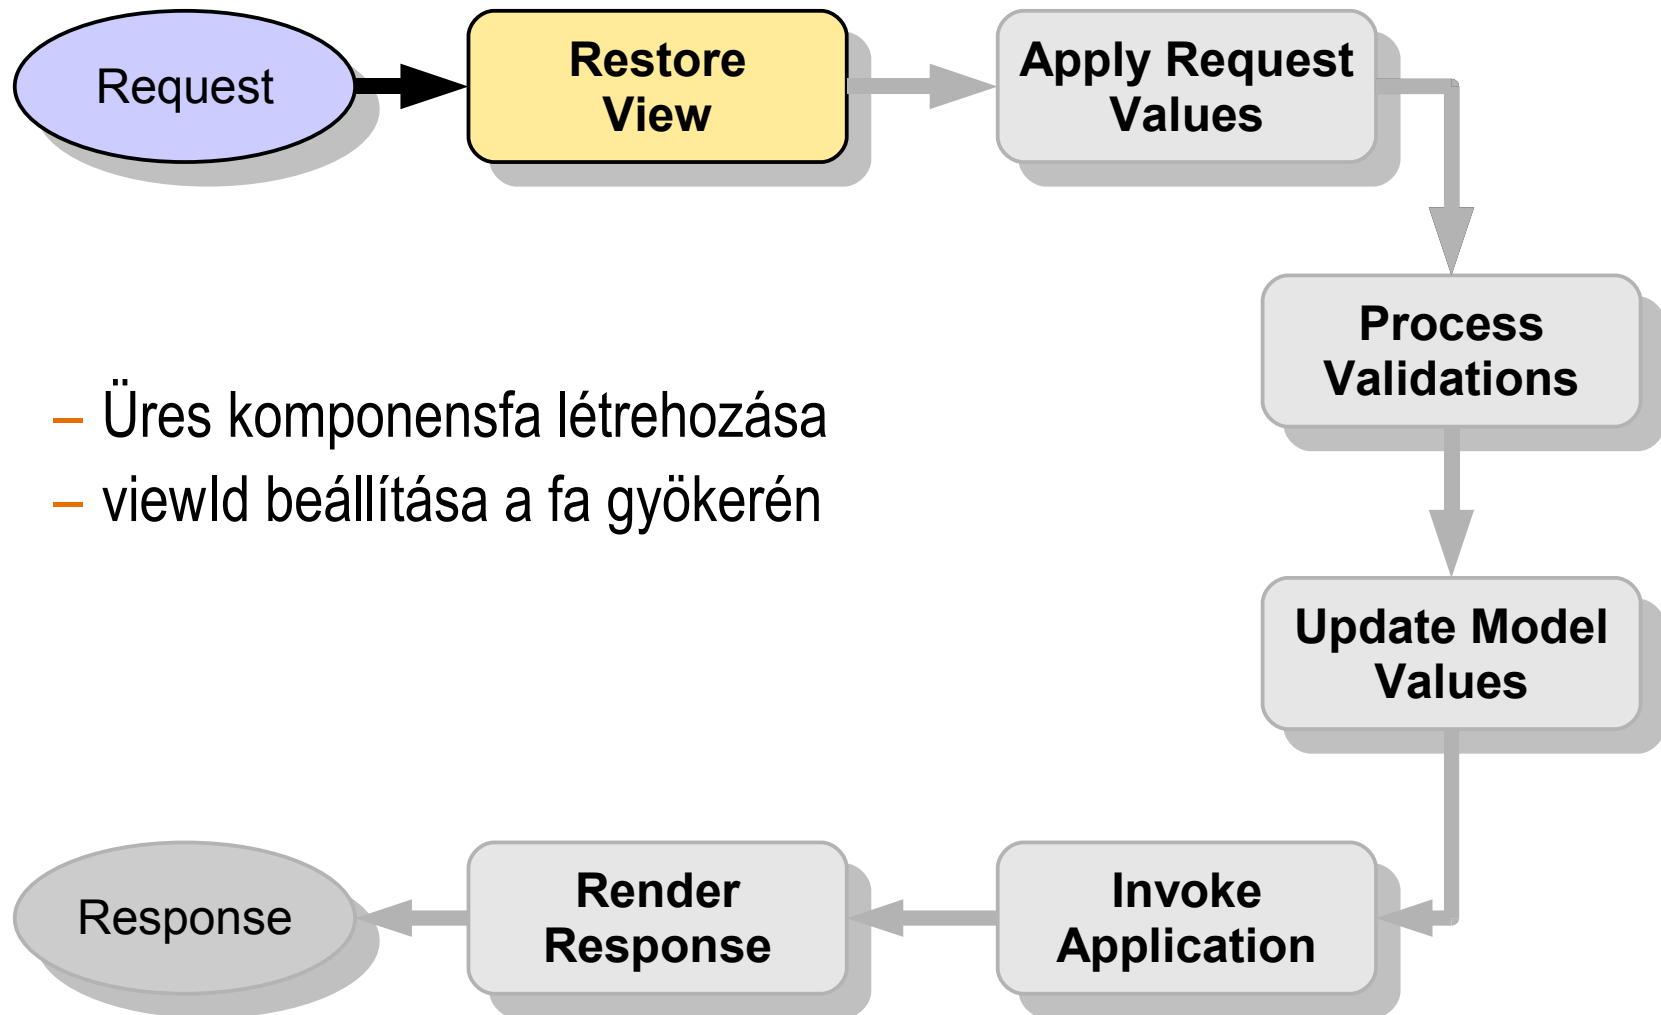 Request
Restore
View
Apply Request
Values
Process
Validations
– Üres komponensfa létrehozása
– viewId beállítása a fa gyökerén
Update Model
Values
Response
Render
Response
Invoke
Application